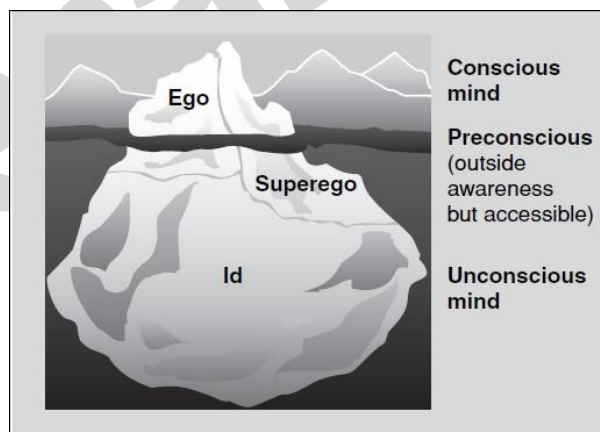 Ego
Superego
Id
Conscious
mind
Preconscious
(outside
awareness
but accessible)
Unconscious
mind